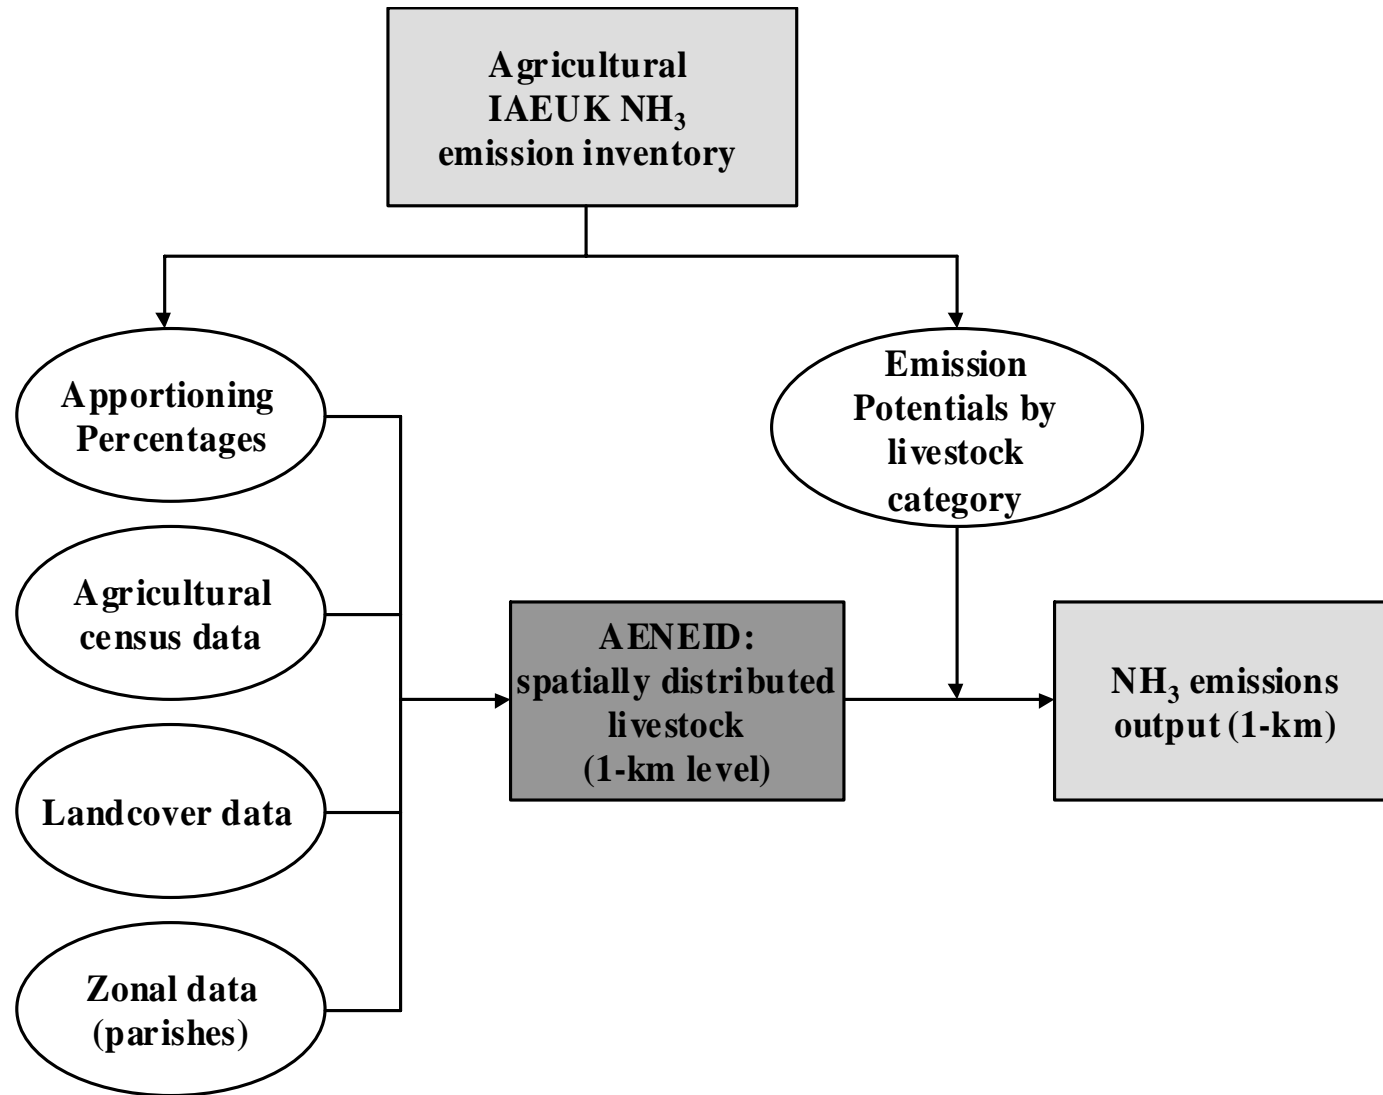 Agricultural
IAEUK NH₃
emission inventory
Apportioning
Percentages
Emission
Potentials by
livestock
category
Agricultural
census data
AENEID:
spatially distributed
livestock
(1-km level)
NH₃ emissions
output (1-km)
Landcover data
Zonal data
(parishes)